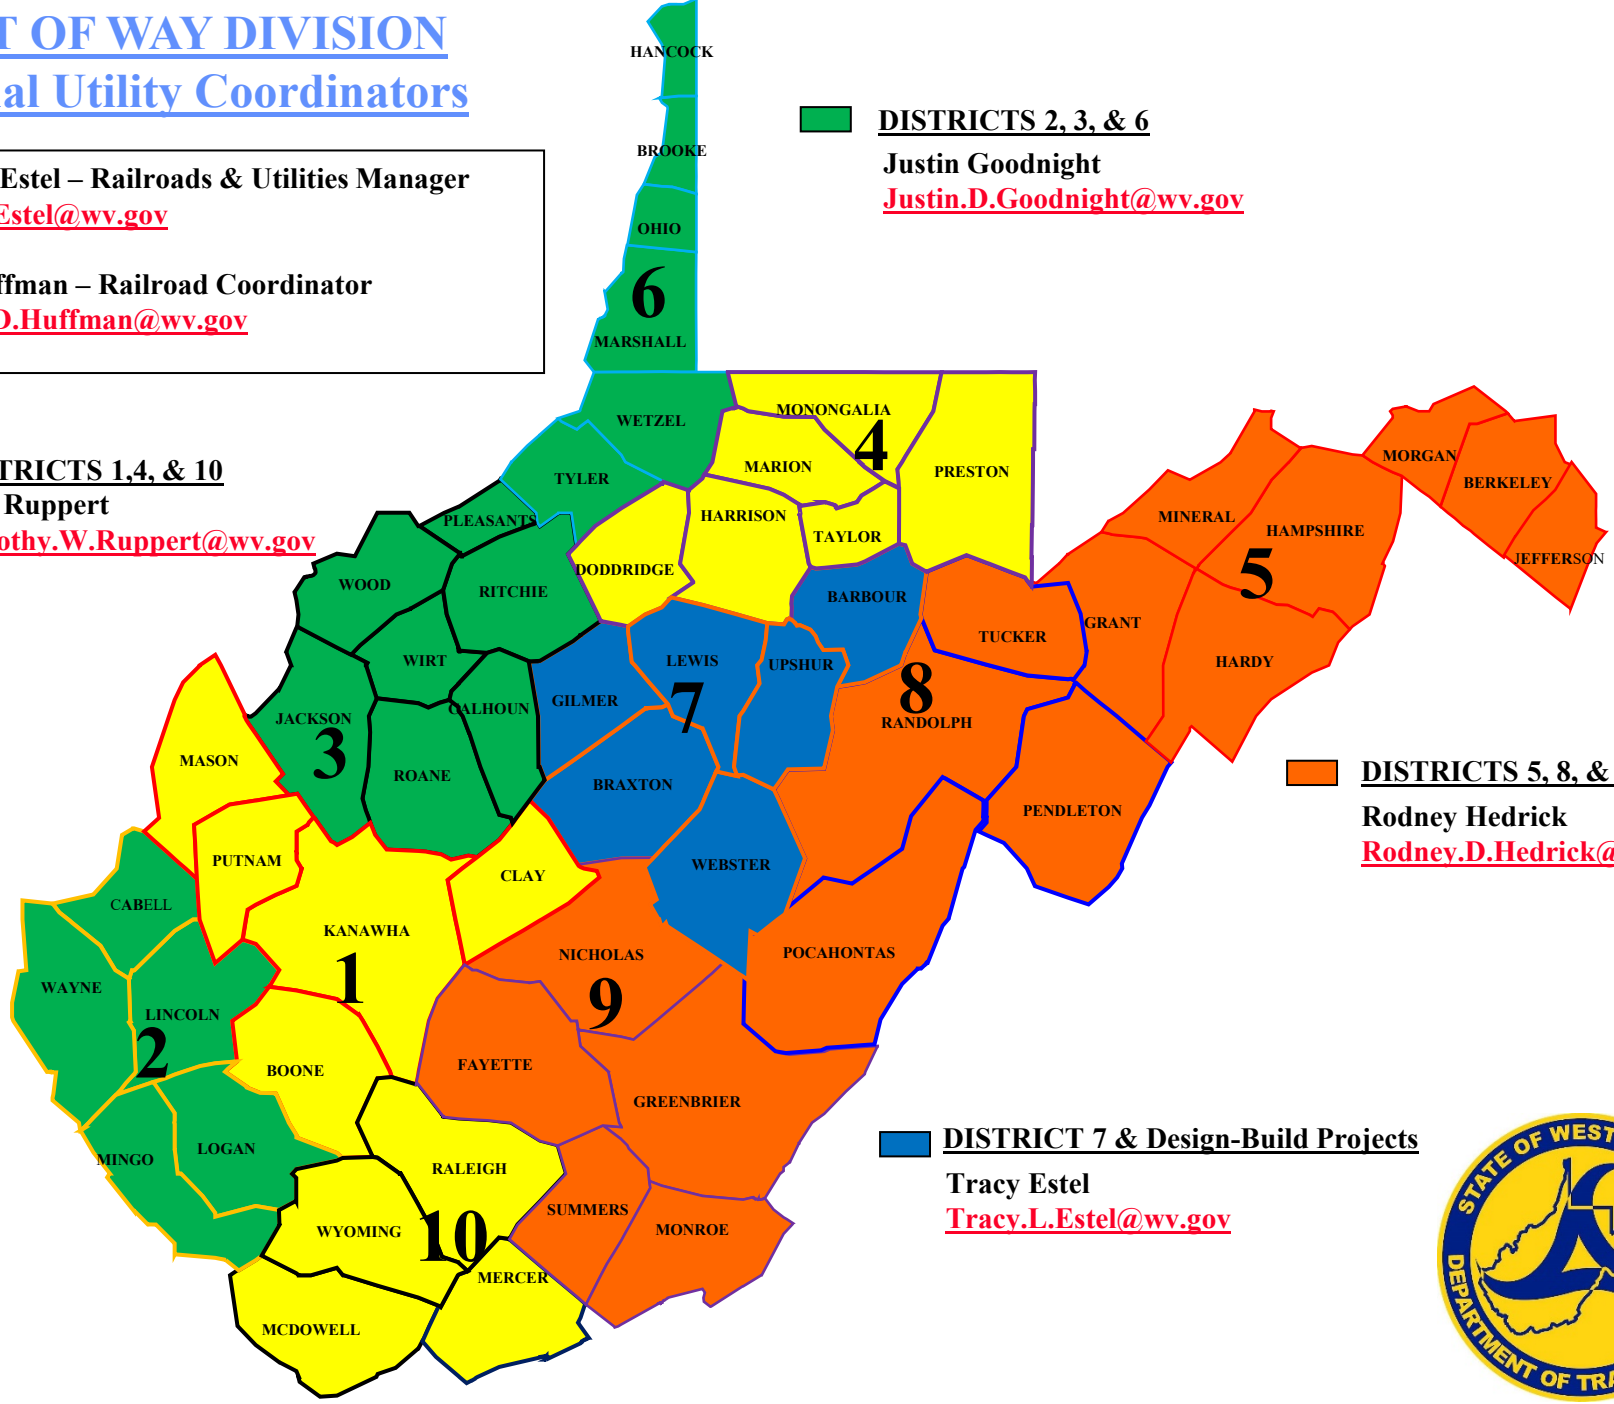 T OF WAY DIVISION
al Utility Coordinators
Estel – Railroads & Utilities Manager
Estel@wv.gov
ffman – Railroad Coordinator
D.Huffman@wv.gov
DISTRICTS 2, 3, & 6
Justin Goodnight
Justin.D.Goodnight@wv.gov
TRICTS 1,4, & 10
Ruppert
othy.W.Ruppert@wv.gov
HANCOCK
BROOKE
OHIO
6
MARSHALL
WETZEL
MONONGALIA
4
MARION
PRESTON
TYLER
PLEASANTS
HARRISON
TAYLOR
DODDRIDGE
WOOD
RITCHIE
BARBOUR
MORGAN
BERKELEY
MINERAL
HAMPSHIRE
JEFFERSON
5
GRANT
HARDY
TUCKER
WIRT
LEWIS
UPSHUR
GILMER
7
8
RANDOLPH
CALHOUN
JACKSON
3
MASON
ROANE
BRAXTON
PENDLETON
PUTNAM
CLAY
WEBSTER
CABELL
KANAWHA
NICHOLAS
POCAHONTAS
WAYNE
1
9
LINCOLN
2
BOONE
FAYETTE
GREENBRIER
MINGO
LOGAN
RALEIGH
SUMMERS
WYOMING
10
MONROE
MERCER
MCDOWELL
DISTRICTS 5, 8, &
Rodney Hedrick
Rodney.D.Hedrick@
DISTRICT 7 & Design-Build Projects
Tracy Estel
Tracy.L.Estel@wv.gov
STATE OF WEST
DEPARTMENT OF TRA